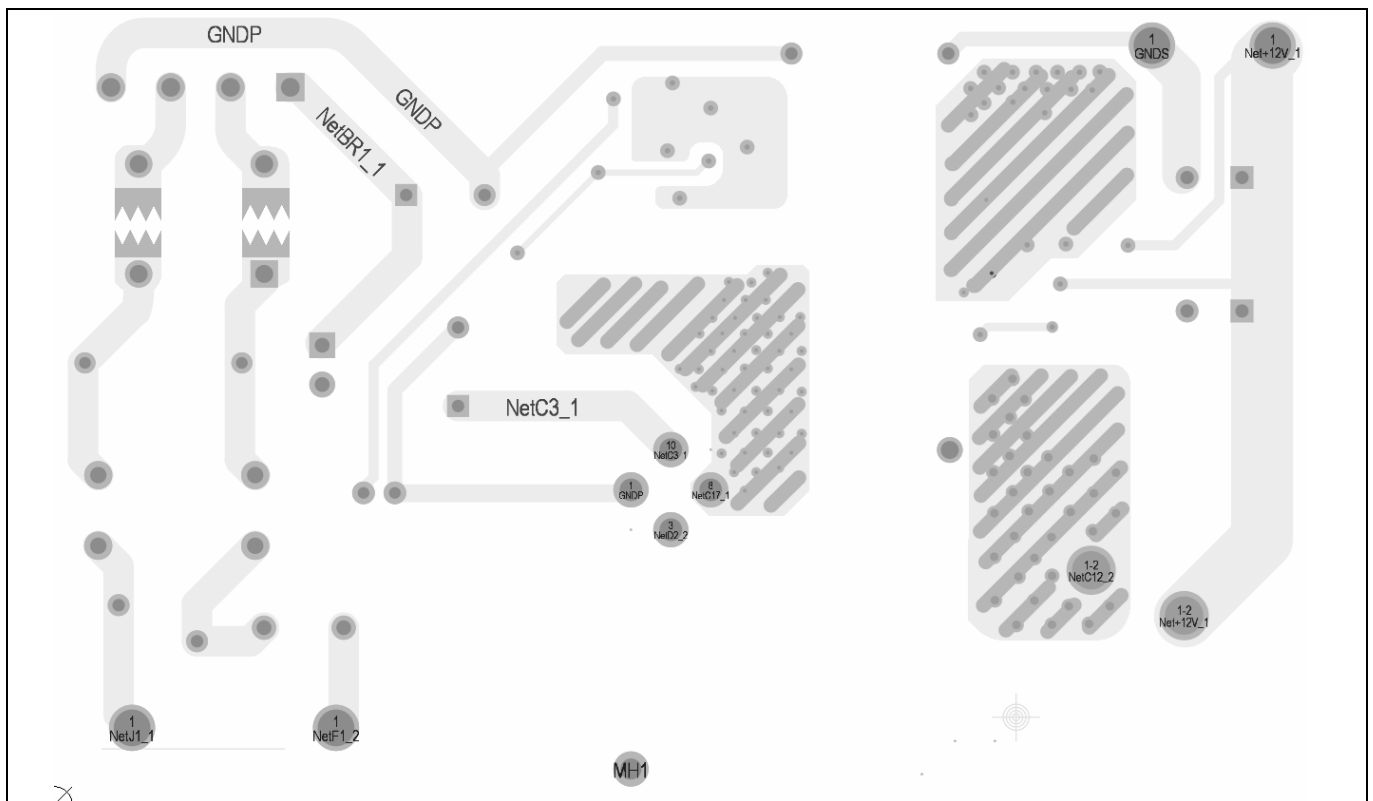 GNDP
1
GNDS
1
Net+12V_1
GNDP
NetBR1_1
NetC3_1
10
NetC3_1
1
GNDP
8
NetC17_1
3
NetD2_2
1-2
NetC12_2
1-2
Net+12V_1
1
NetJ1_1
1
NetF1_2
MH1